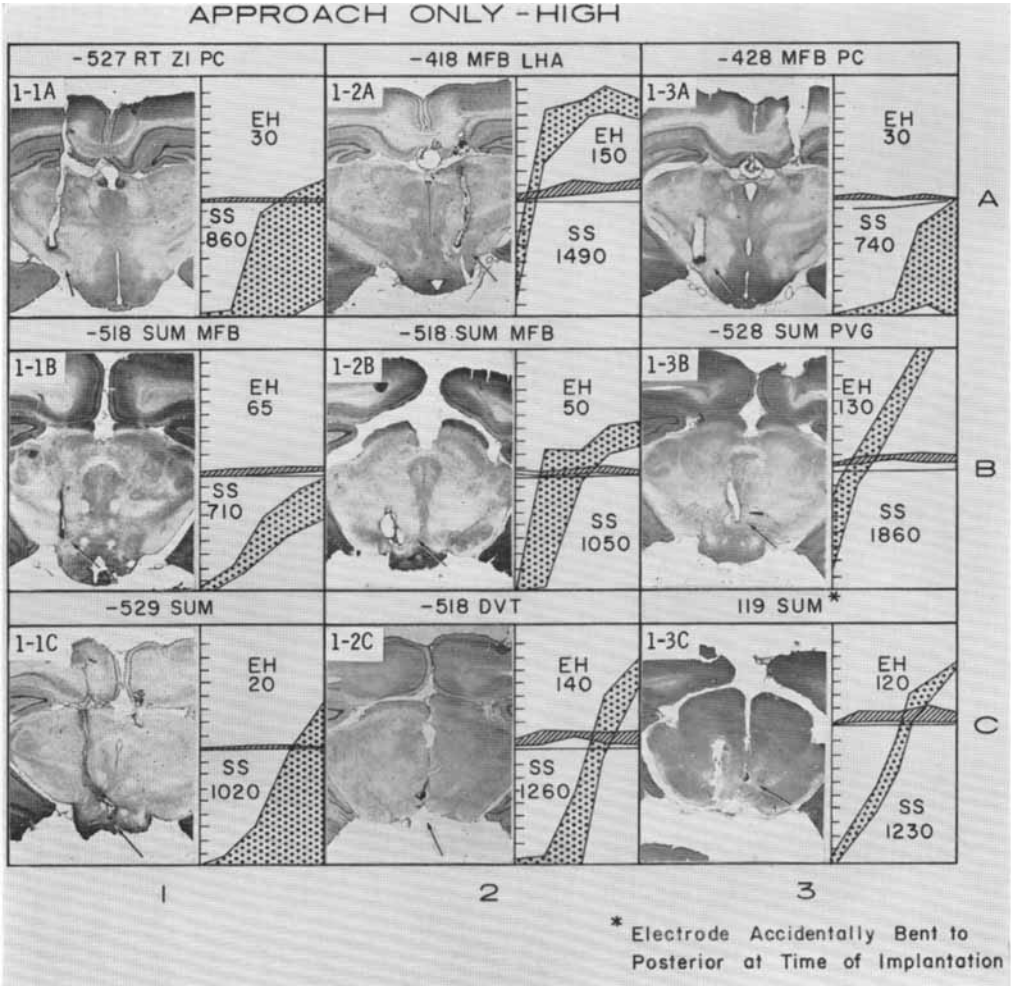 APPROACH ONLY - HIGH
-527 RT ZI PC
-418 MFB LHA
-428 MFB PC
1-1A
EH
30
SS
860
1-2A
EH
150
SS
1490
1-3A
EH
30
SS
740
A
-518 SUM MFB
-518 SUM MFB
-528 SUM PVG
1-1B
EH
65
SS
710
1-2B
EH
50
SS
1050
1-3B
EH
130
SS
1860
B
-529 SUM
-518 DVT
119 SUM *
1-1C
EH
20
SS
1020
1-2C
EH
140
SS
1260
1-3C
EH
120
SS
1230
C
1
2
3
* Electrode Accidentally Bent to
Posterior at Time of Implantation